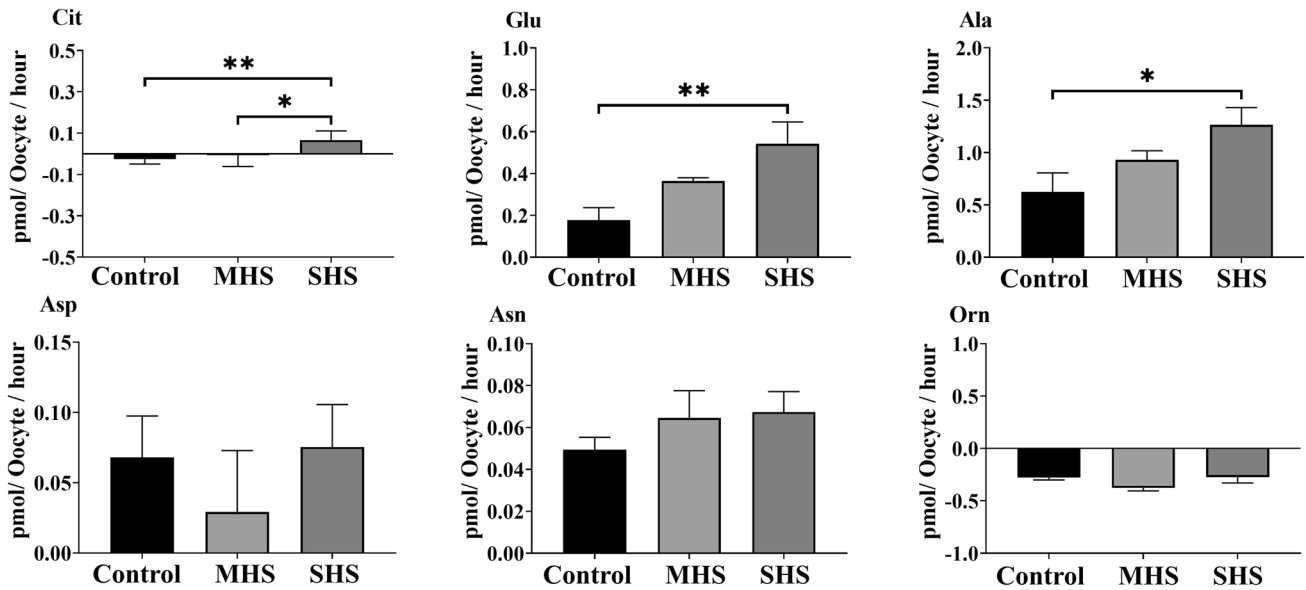 Cit
pmol/ Oocyte / hour
0.5
0.3
0.1
-0.1
-0.3
-0.5
**
*
Control MHS SHS
Glu
pmol/ Oocyte / hour
1.0
0.8
0.6
0.4
0.2
0.0
**
Control MHS SHS
Ala
pmol/ Oocyte / hour
2.0
1.5
1.0
0.5
0.0
*
Control MHS SHS
Asp
pmol/ Oocyte / hour
0.15
0.10
0.05
0.00
Control MHS SHS
Asn
pmol/ Oocyte / hour
0.10
0.08
0.06
0.04
0.02
0.00
Control MHS SHS
Orn
pmol/ Oocyte / hour
1.0
0.5
0.0
-0.5
-1.0
Control MHS SHS